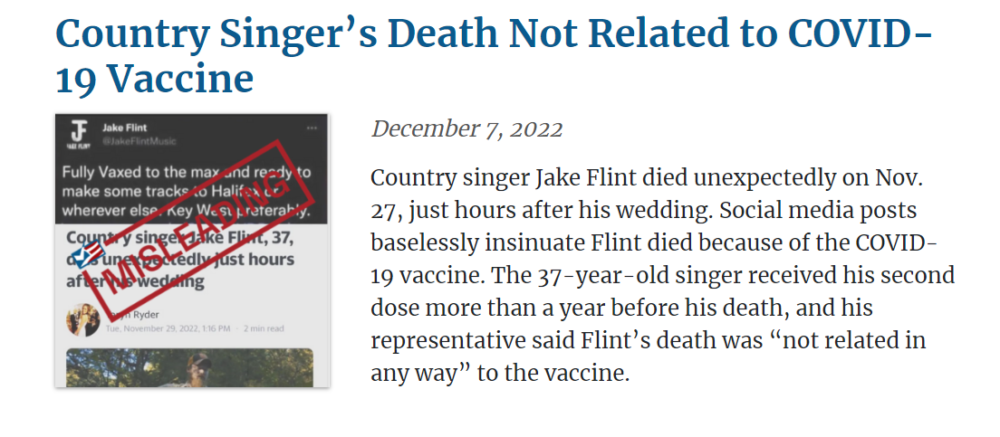 Country Singer’s Death Not Related to COVID-
19 Vaccine
JF
JAKE FLINT
Jake Flint
@JakeFlintMusic
Fully Vaxed to the max and ready to
make some tracks to Halifax or
wherever else. Key West preferably.
MISLEADING
Country singer Jake Flint, 37,
dies unexpectedly just hours
after his wedding
Ryder
Tue, November 29, 2022, 1:16 PM · 2 min read
December 7, 2022
Country singer Jake Flint died unexpectedly on Nov.
27, just hours after his wedding. Social media posts
baselessly insinuate Flint died because of the COVID-
19 vaccine. The 37-year-old singer received his second
dose more than a year before his death, and his
representative said Flint’s death was “not related in
any way” to the vaccine.